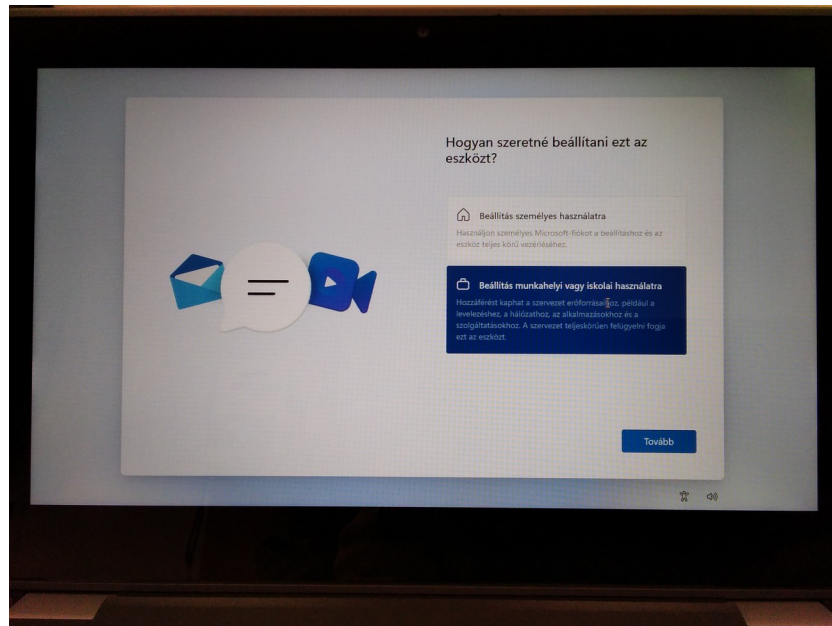 Hogyan szeretné beállítani ezt az
eszközt?
Beállítás személyes használatra
Használjon személyes Microsoft-fiókot a beállításhoz és az
eszköz teljes körű vezérléséhez.
Beállítás munkahelyi vagy iskolai használatra
Hozzáférést kaphat a szervezet erőforrásaihoz, például a
levelezéshez, a hálózathoz, az alkalmazásokhoz és a
szolgáltatásokhoz. A szervezet teljeskörűen felügyelni fogja
ezt az eszközt.
Tovább